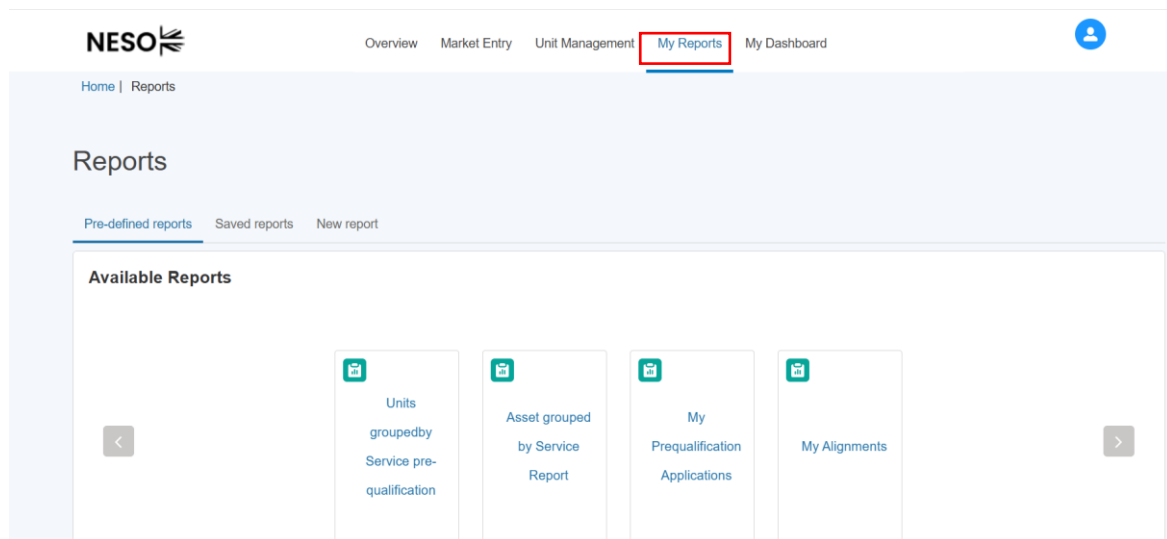 NESO
Overview Market Entry Unit Management My Reports My Dashboard
Home | Reports
Reports
Pre-defined reports Saved reports New report
Available Reports
Units
groupedby
Service pre-
qualification
Asset grouped
by Service
Report
My
Prequalification
Applications
My Alignments